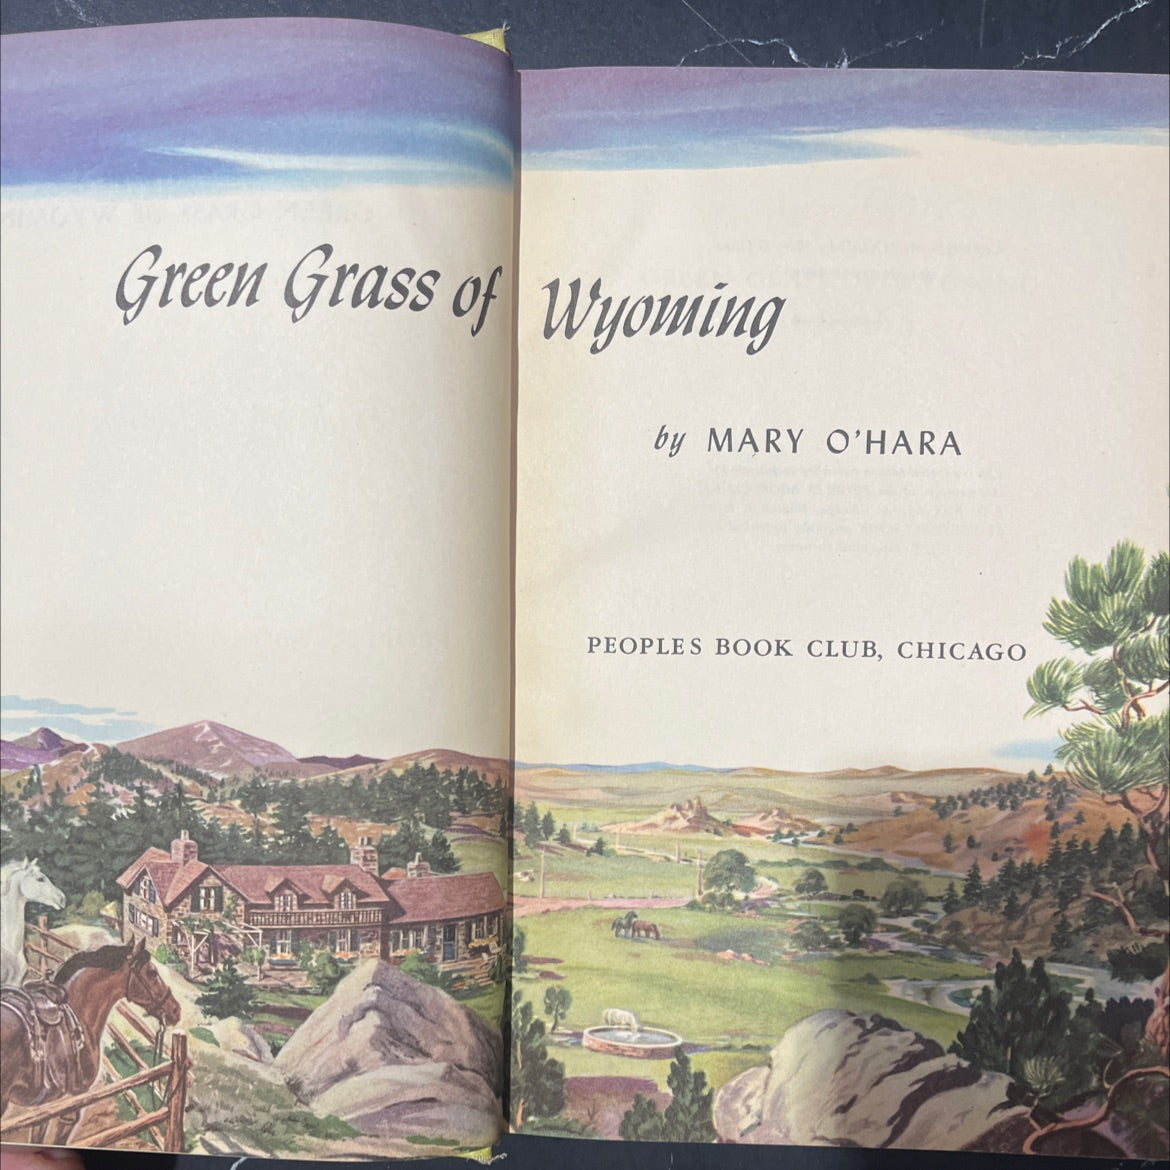 Green Grass of Wyoming
by MARY O'HARA
PEOPLES BOOK CLUB, CHICAGO